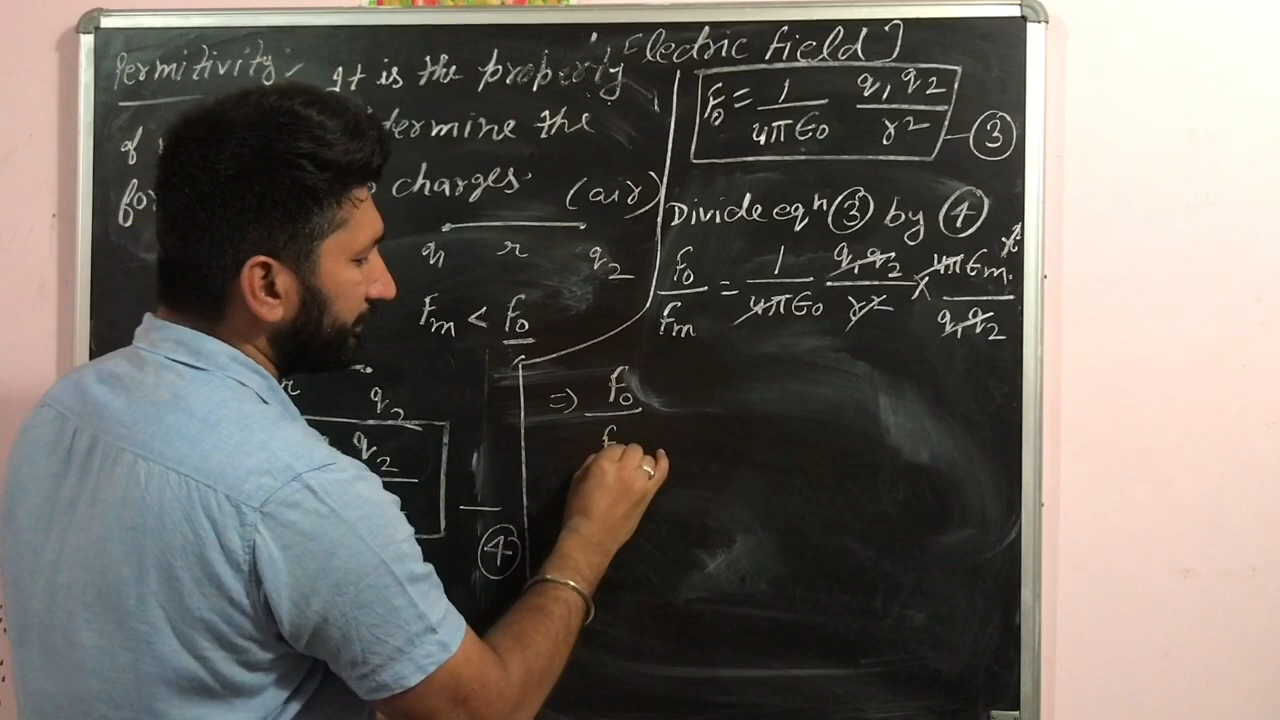 Electric field]
Permitivity:- It is the property
of termine the
for charges. (air)
q1 r q2
Fm < F0
r q2
q2
4
F0 = 1/4πϵ0 q1q2/r2 - 3
Divide eqn 3 by 4
F0/Fm = 1/4πϵ0 q1q2/r2 × 4πϵm r2/q1q2
=> F0/F